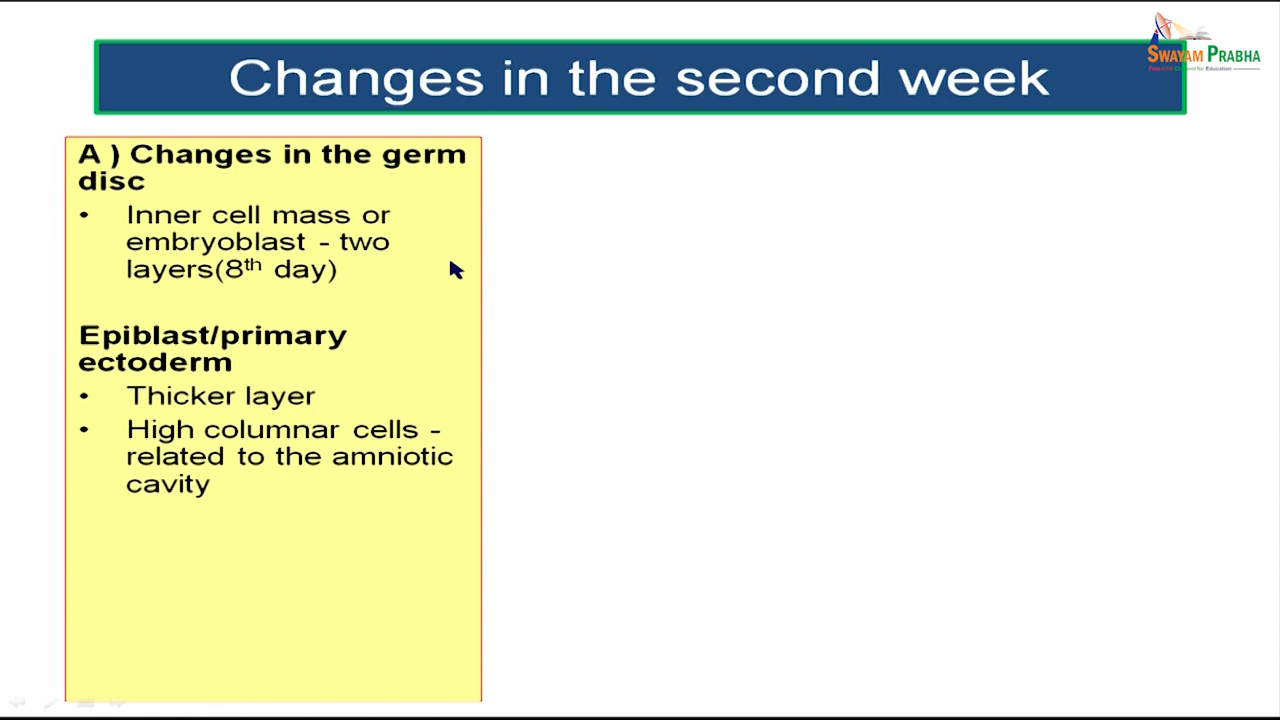 Changes in the second week
SWAYAM PRABHA
A ) Changes in the germ
disc
• Inner cell mass or
embryoblast - two
layers(8th day)
Epiblast/primary
ectoderm
• Thicker layer
• High columnar cells -
related to the amniotic
cavity